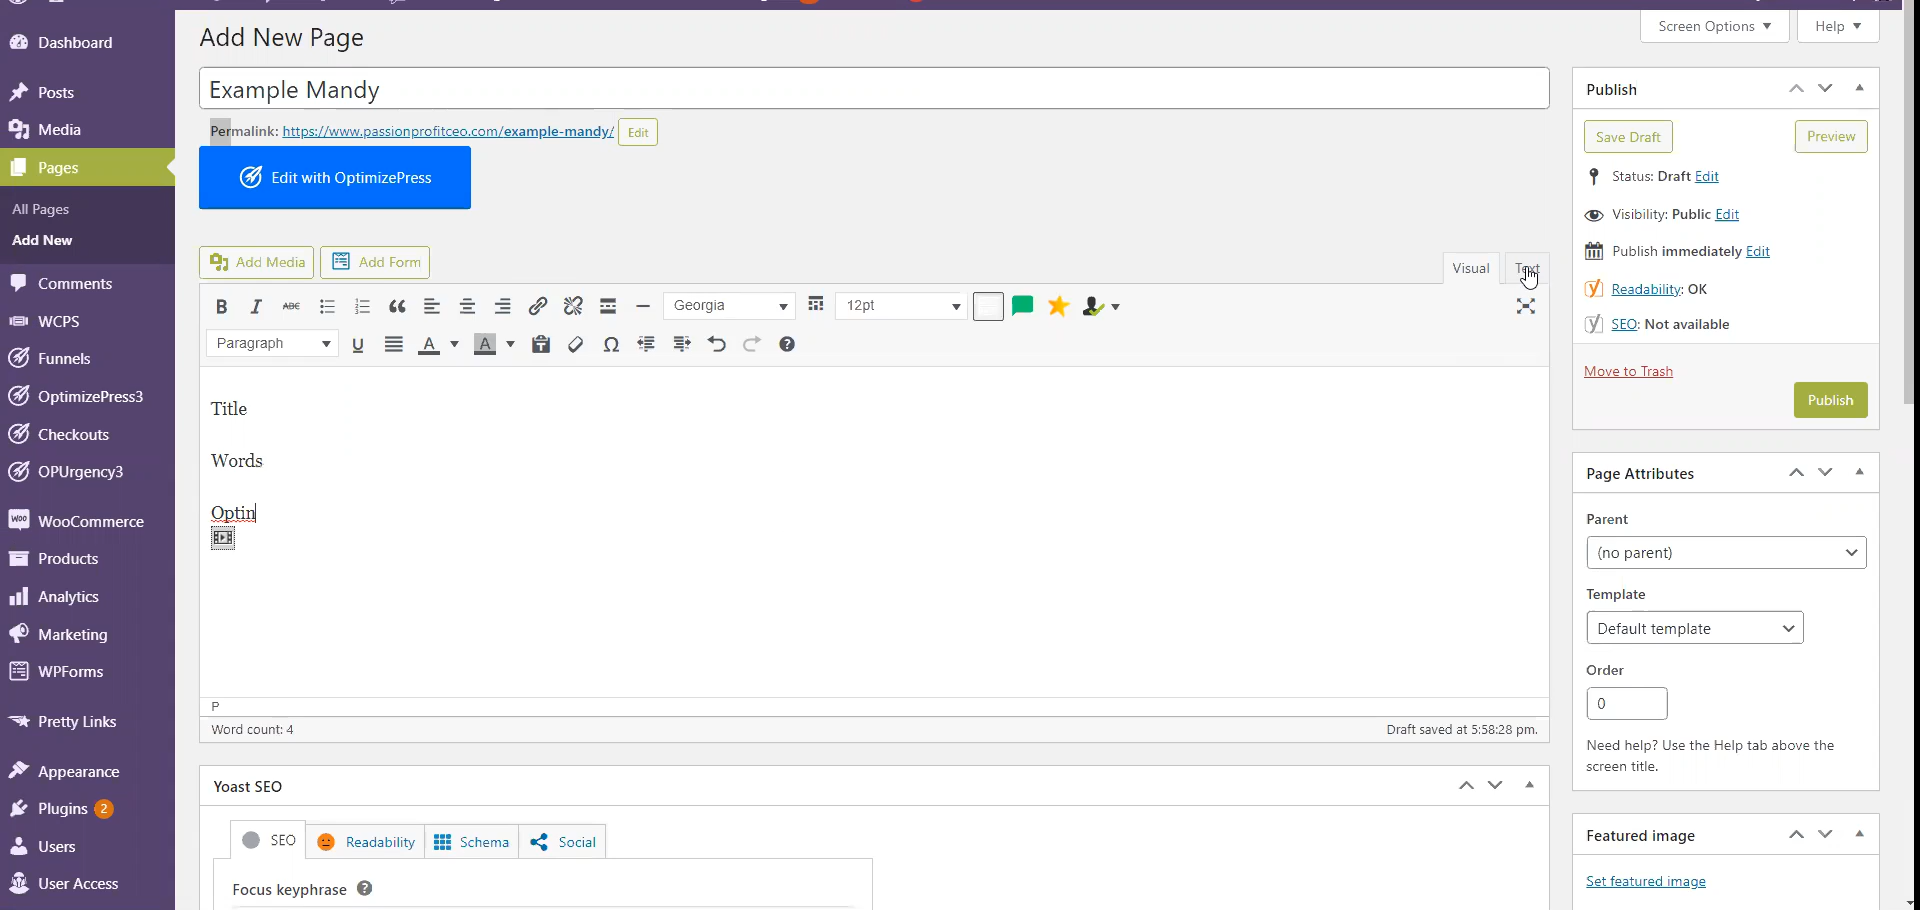 Dashboard
Posts
Media
Pages
All Pages
Add New
Comments
WCPS
Funnels
OptimizePress3
Checkouts
OPUrgency3
WooCommerce
Products
Analytics
Marketing
WPForms
Pretty Links
Appearance
Plugins 2
Users
User Access
Add New Page
Screen Options
Help
Example Mandy
Permalink: https://www.passionprofitceo.com/example-mandy/ Edit
Edit with OptimizePress
Add Media
Add Form
Visual
Text
B I ABC
Georgia
12pt
Paragraph
U A A
Title
Words
Optin
P
Word count: 4
Draft saved at 5:58:28 pm.
Yoast SEO
SEO
Readability
Schema
Social
Focus keyphrase
Publish
Save Draft
Preview
Status: Draft Edit
Visibility: Public Edit
Publish immediately Edit
Readability: OK
SEO: Not available
Move to Trash
Publish
Page Attributes
Parent
(no parent)
Template
Default template
Order
0
Need help? Use the Help tab above the
screen title.
Featured image
Set featured image